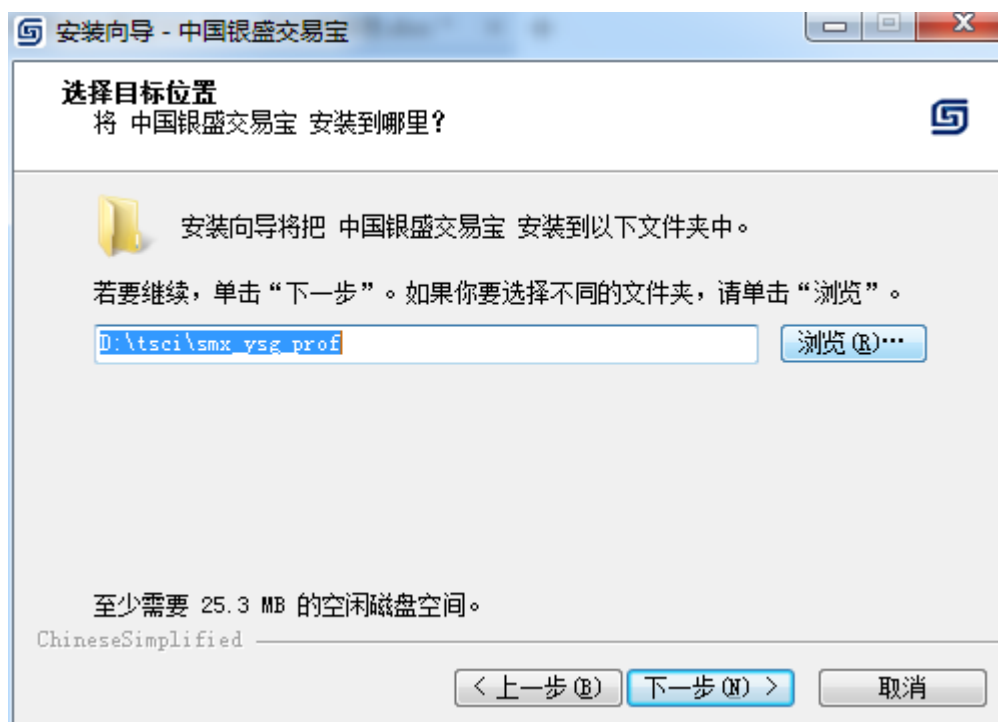 安装向导 - 中国银盛交易宝
选择目标位置
将 中国银盛交易宝 安装到哪里？
安装向导将把 中国银盛交易宝 安装到以下文件夹中。
若要继续，单击“下一步”。如果你要选择不同的文件夹，请单击“浏览”。
D:\tsci\smx_ysg_prof
浏览(R)...
至少需要 25.3 MB 的空闲磁盘空间。
ChineseSimplified
< 上一步(B)
下一步(N) >
取消